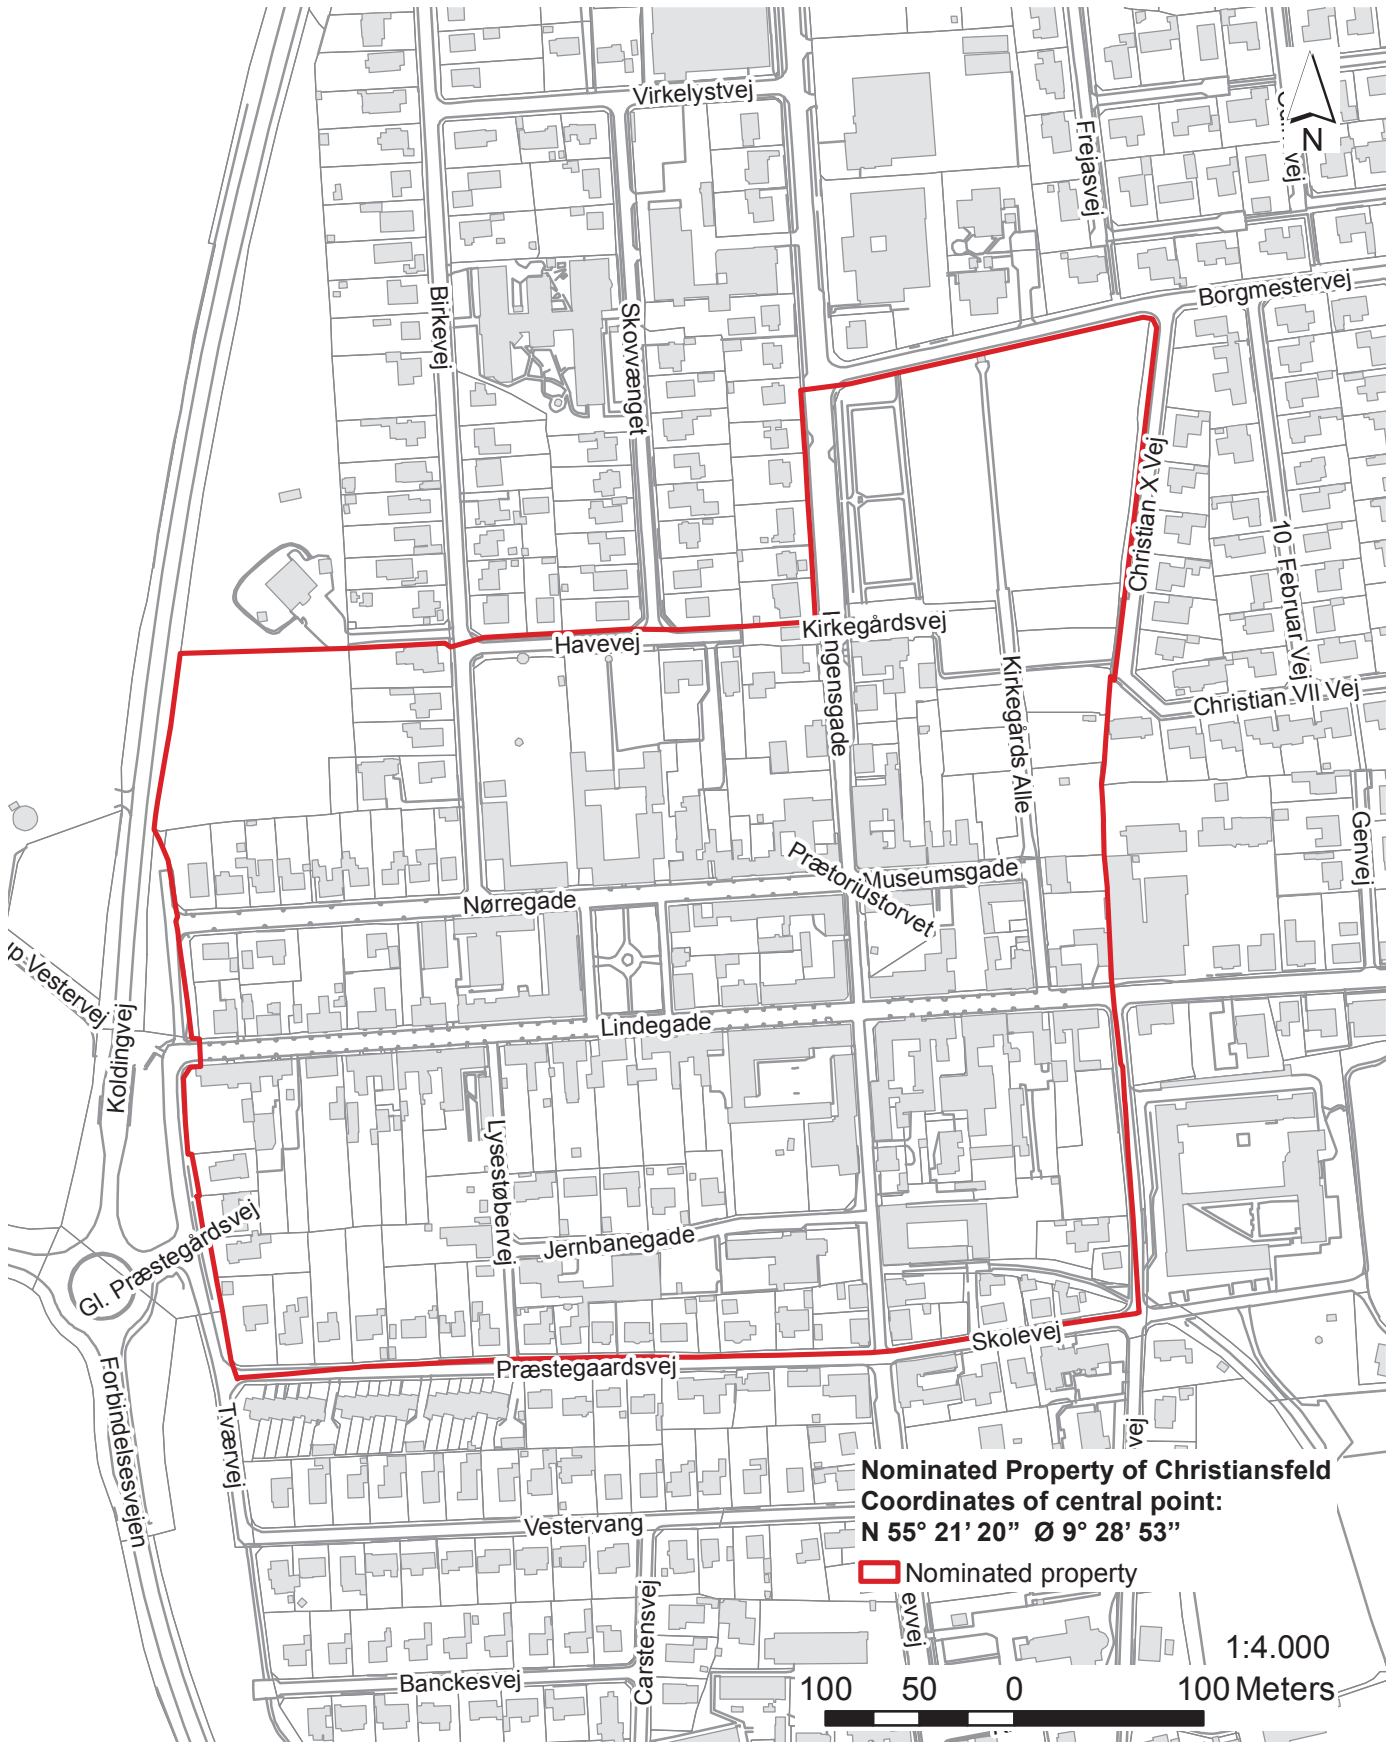 Virkelystvej
Frejasvej
vej
N
Borgmestervej
Birkevej
Skovvænget
Christian X Vej
10. Februar Vej
Havevej
Kirkegårdsvej
Kirkegårds Alle
Christian VII Vej
Genvej
Prætoriustorvet
Museumsgade
Nørregade
Vestervej
Koldingvej
Lindegade
Lysestøbervej
Jernbanegade
Gl. Præstegårdsvej
Skolevej
Præstegaardsvej
Forbindelsesvejen
Tværvej
vej
Vestervang
Carstensvej
Banckesvej
evvej
Nominated Property of Christiansfeld
Coordinates of central point:
N 55° 21’ 20” Ø 9° 28’ 53”
Nominated property
1:4.000
100 50 0 100 Meters